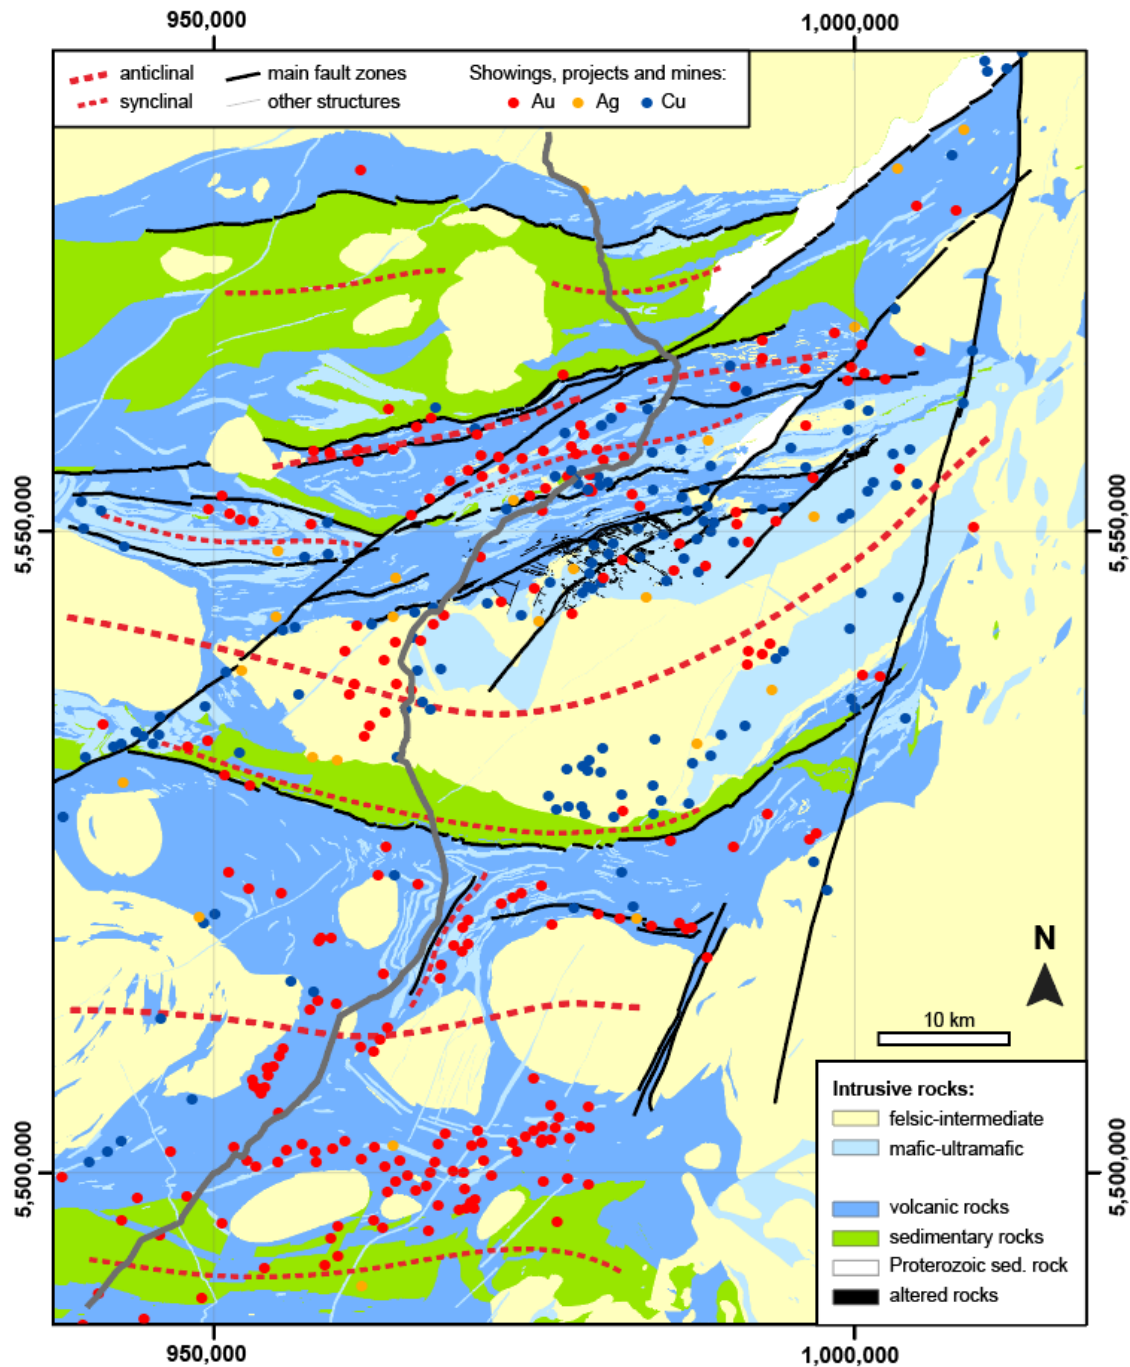 950,000 1,000,000
anticlinal main fault zones Showings, projects and mines:
synclinal other structures Au Ag Cu
5,550,000 5,550,000
N
10 km
Intrusive rocks:
felsic-intermediate
mafic-ultramafic
5,500,000 5,500,000
volcanic rocks
sedimentary rocks
Proterozoic sed. rock
altered rocks
950,000 1,000,000